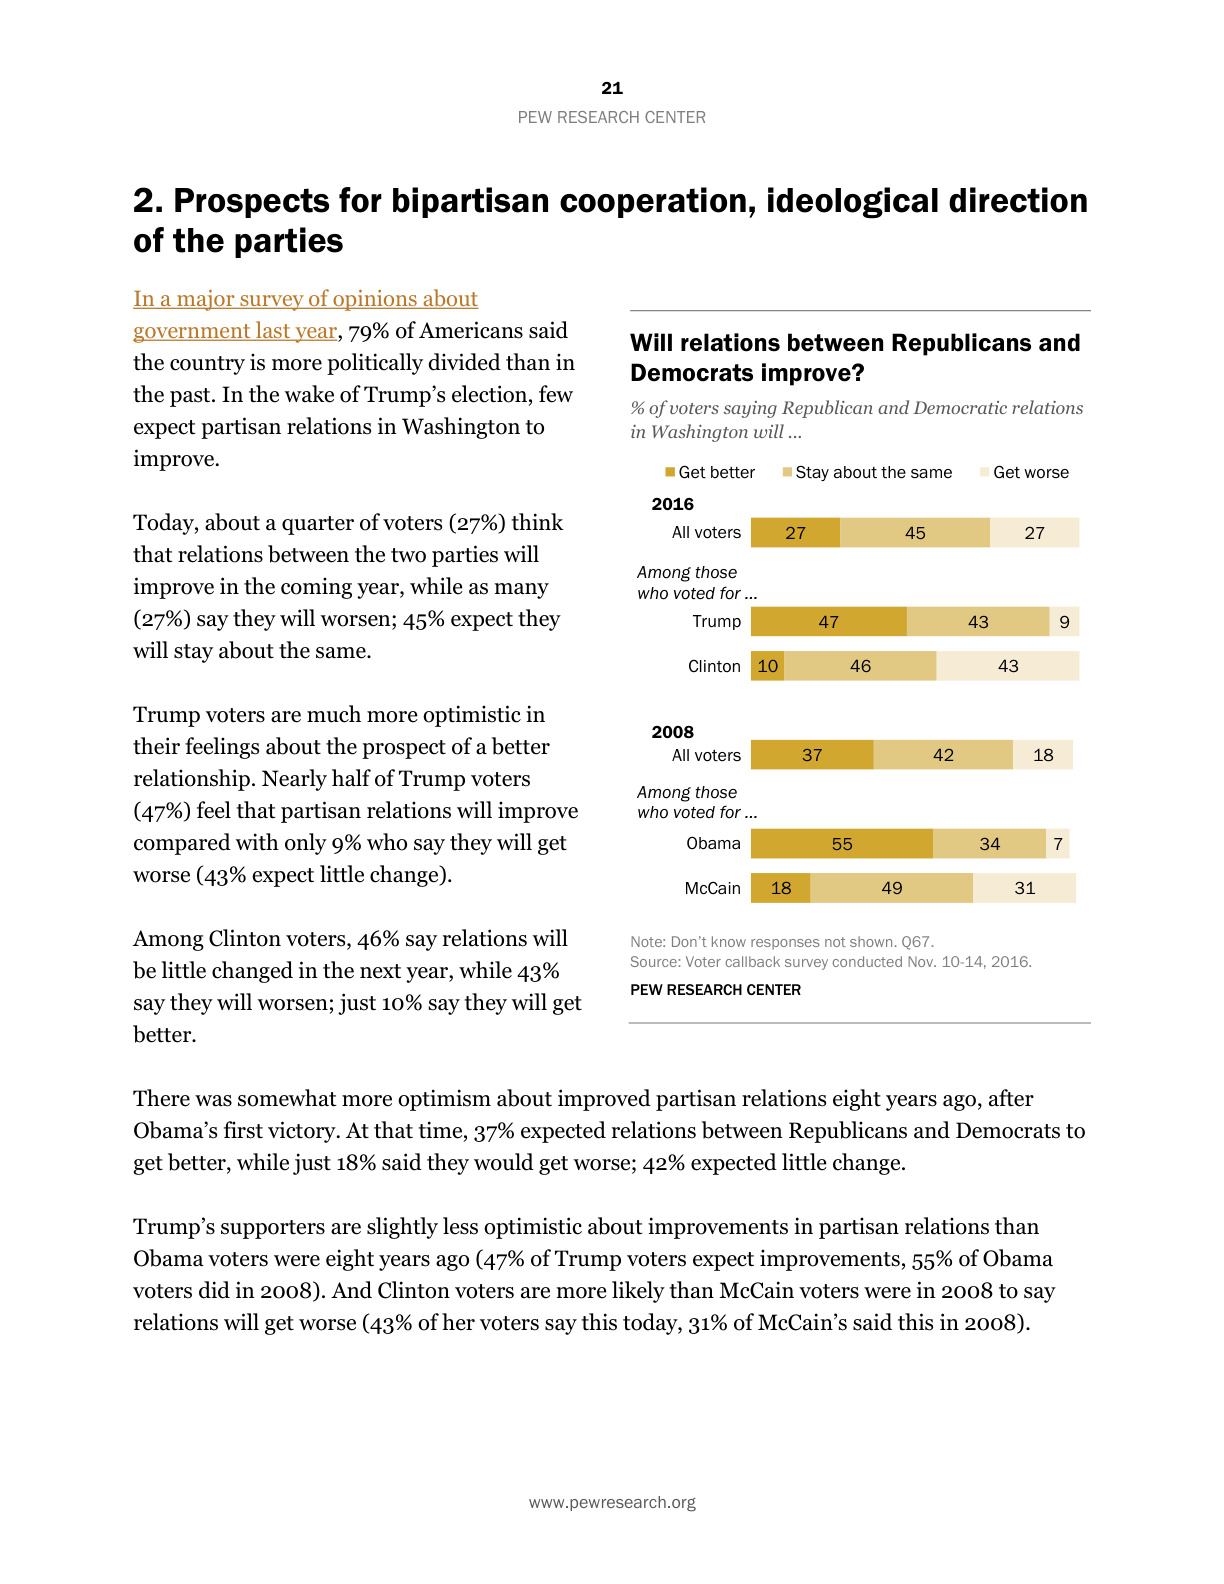 21
PEW RESEARCH CENTER
2. Prospects for bipartisan cooperation, ideological direction
of the parties
In a major survey of opinions about
government last year, 79% of Americans said
the country is more politically divided than in
the past. In the wake of Trump’s election, few
expect partisan relations in Washington to
improve.
Today, about a quarter of voters (27%) think
that relations between the two parties will
improve in the coming year, while as many
(27%) say they will worsen; 45% expect they
will stay about the same.
Trump voters are much more optimistic in
their feelings about the prospect of a better
relationship. Nearly half of Trump voters
(47%) feel that partisan relations will improve
compared with only 9% who say they will get
worse (43% expect little change).
Among Clinton voters, 46% say relations will
be little changed in the next year, while 43%
say they will worsen; just 10% say they will get
better.
Will relations between Republicans and
Democrats improve?
% of voters saying Republican and Democratic relations
in Washington will ...
Get better Stay about the same Get worse
2016
All voters 27 45 27
Among those
who voted for ...
Trump 47 43 9
Clinton 10 46 43
2008
All voters 37 42 18
Among those
who voted for ...
Obama 55 34 7
McCain 18 49 31
Note: Don’t know responses not shown. Q67.
Source: Voter callback survey conducted Nov. 10-14, 2016.
PEW RESEARCH CENTER
There was somewhat more optimism about improved partisan relations eight years ago, after
Obama’s first victory. At that time, 37% expected relations between Republicans and Democrats to
get better, while just 18% said they would get worse; 42% expected little change.
Trump’s supporters are slightly less optimistic about improvements in partisan relations than
Obama voters were eight years ago (47% of Trump voters expect improvements, 55% of Obama
voters did in 2008). And Clinton voters are more likely than McCain voters were in 2008 to say
relations will get worse (43% of her voters say this today, 31% of McCain’s said this in 2008).
www.pewresearch.org